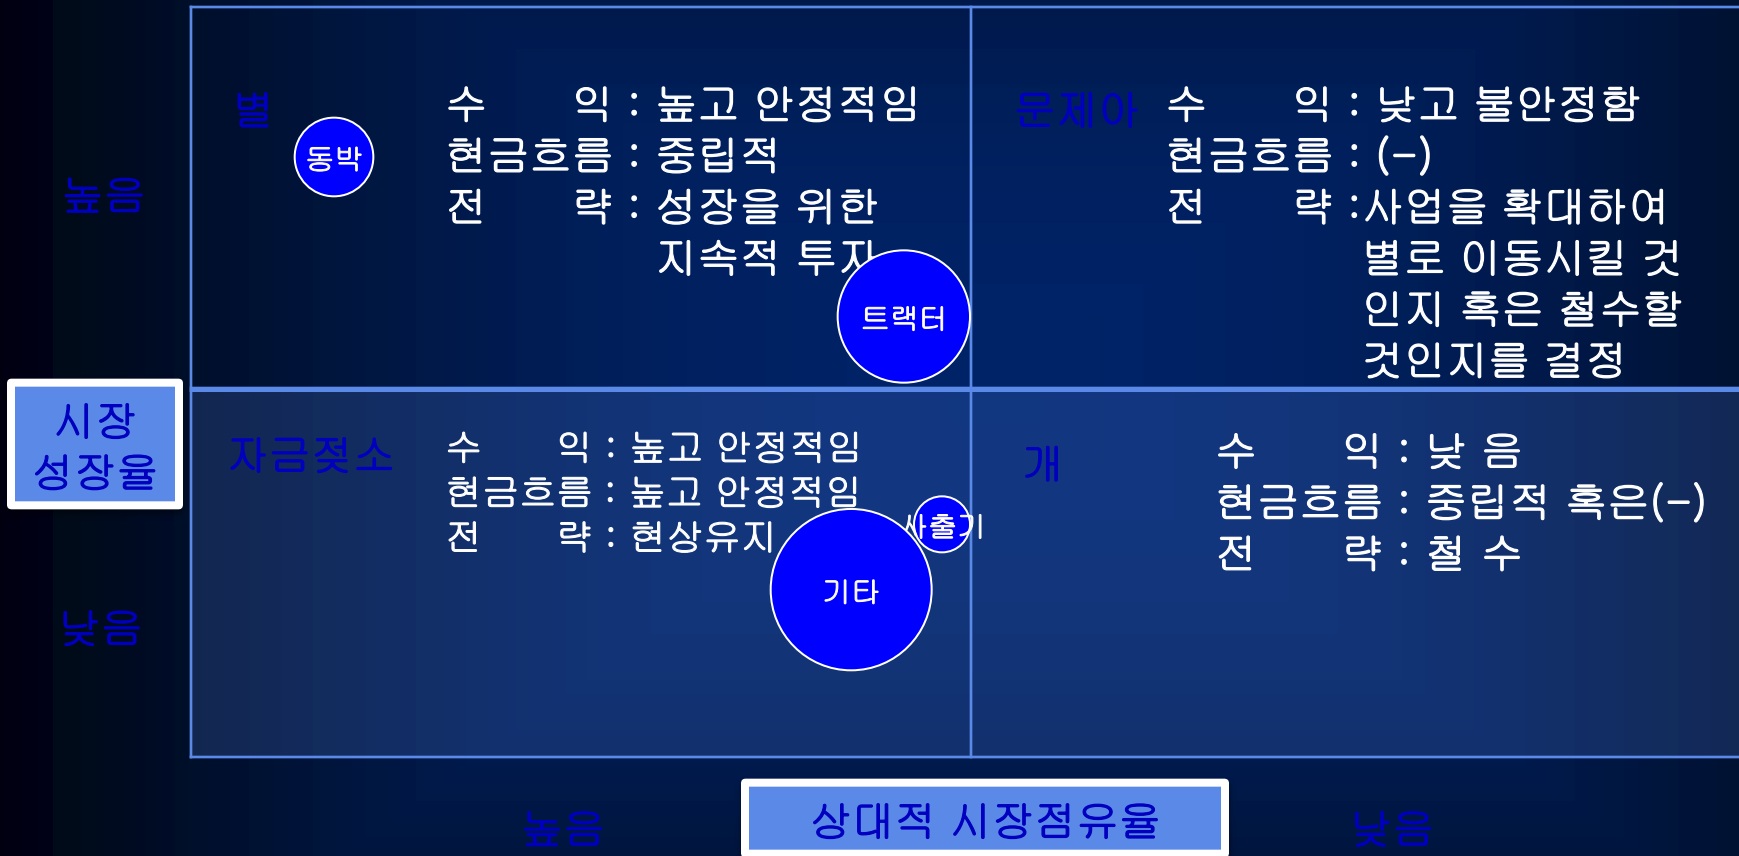 별
동박
수 익 : 높고 안정적임
현금흐름 : 중립적
전 략 : 성장을 위한
지속적 투자
트랙터
문제아
수 익 : 낮고 불안정함
현금흐름 : (-)
전 략 :사업을 확대하여
별로 이동시킬 것
인지 혹은 철수할
것인지를 결정
높음
시장
성장율
낮음
자금젖소
수 익 : 높고 안정적임
현금흐름 : 높고 안정적임
전 략 : 현상유지
사출기
기타
개
수 익 : 낮 음
현금흐름 : 중립적 혹은(-)
전 략 : 철 수
높음
상대적 시장점유율
낮음